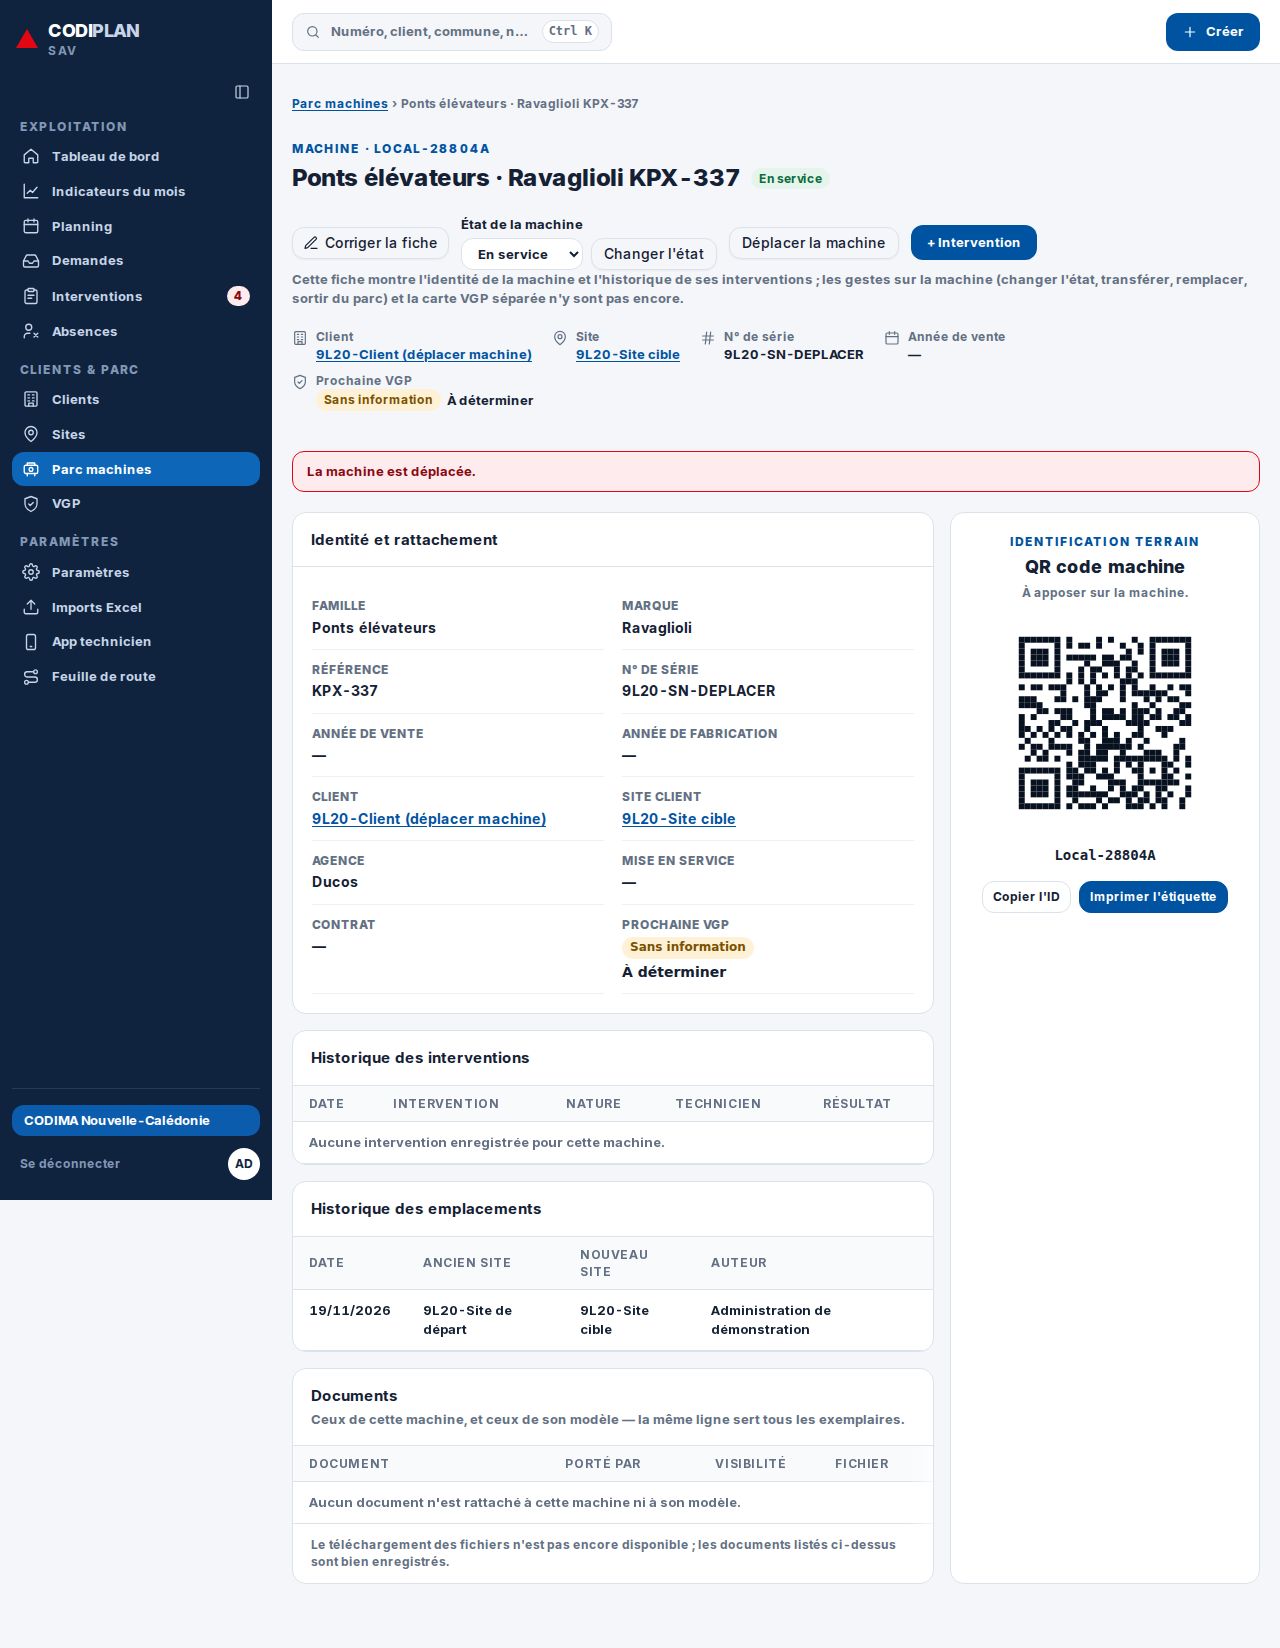 CODIPLAN
SAV
Numéro, client, commune, n…
Ctrl K
Créer
EXPLOITATION
Tableau de bord
Indicateurs du mois
Planning
Demandes
Interventions
4
Absences
CLIENTS & PARC
Clients
Sites
Parc machines
VGP
PARAMÈTRES
Paramètres
Imports Excel
App technicien
Feuille de route
CODIMA Nouvelle-Calédonie
Se déconnecter
AD
Parc machines › Ponts élévateurs · Ravaglioli KPX-337
MACHINE · LOCAL-28804A
Ponts élévateurs · Ravaglioli KPX-337
En service
Corriger la fiche
État de la machine
En service
Changer l'état
Déplacer la machine
+ Intervention
Cette fiche montre l'identité de la machine et l'historique de ses interventions ; les gestes sur la machine (changer l'état, transférer, remplacer,
sortir du parc) et la carte VGP séparée n'y sont pas encore.
Client
9L20-Client (déplacer machine)
Site
9L20-Site cible
N° de série
9L20-SN-DEPLACER
Année de vente
—
Prochaine VGP
Sans information À déterminer
La machine est déplacée.
Identité et rattachement
FAMILLE
Ponts élévateurs
MARQUE
Ravaglioli
RÉFÉRENCE
KPX-337
N° DE SÉRIE
9L20-SN-DEPLACER
ANNÉE DE VENTE
—
ANNÉE DE FABRICATION
—
CLIENT
9L20-Client (déplacer machine)
SITE CLIENT
9L20-Site cible
AGENCE
Ducos
MISE EN SERVICE
—
CONTRAT
—
PROCHAINE VGP
Sans information
À déterminer
IDENTIFICATION TERRAIN
QR code machine
À apposer sur la machine.
Local-28804A
Copier l'ID
Imprimer l'étiquette
Historique des interventions
DATE INTERVENTION NATURE TECHNICIEN RÉSULTAT
Aucune intervention enregistrée pour cette machine.
Historique des emplacements
DATE ANCIEN SITE NOUVEAU SITE AUTEUR
19/11/2026 9L20-Site de départ 9L20-Site cible Administration de démonstration
Documents
Ceux de cette machine, et ceux de son modèle — la même ligne sert tous les exemplaires.
DOCUMENT PORTÉ PAR VISIBILITÉ FICHIER
Aucun document n'est rattaché à cette machine ni à son modèle.
Le téléchargement des fichiers n'est pas encore disponible ; les documents listés ci-dessus
sont bien enregistrés.